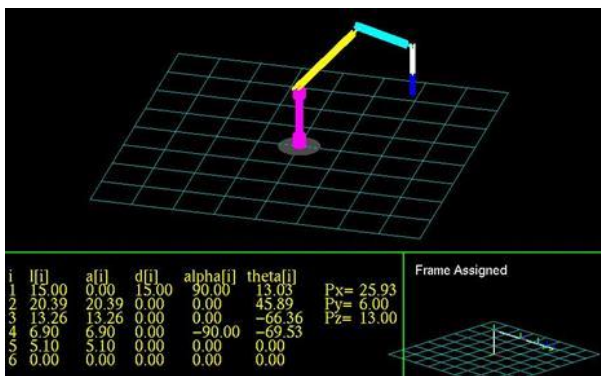 Frame Assigned
i l[i] a[i] d[i] alpha[i] theta[i]
1 15.00 0.00 15.00 90.00 13.03 Px= 25.93
2 20.39 20.39 0.00 0.00 45.89 Py= 6.00
3 13.26 13.26 0.00 0.00 −66.36 Pz= 13.00
4 6.90 6.90 0.00 −90.00 −69.53
5 5.10 5.10 0.00 0.00 0.00
6 0.00 0.00 0.00 0.00 0.00